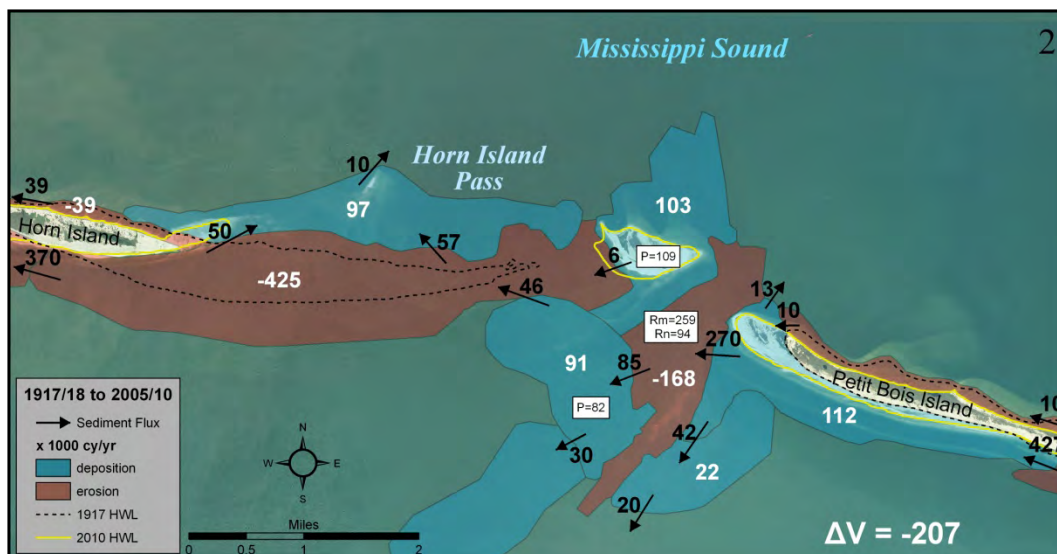 2
Mississippi Sound
Horn Island
Pass
10
97
103
39
-39
Horn Island
50
57
370
-425
6
P=109
46
13
10
Rm=259
Rn=94
270
91
85
-168
Petit Bois Island
112
P=82
10
427
42
30
22
20
1917/18 to 2005/10
Sediment Flux
x 1000 cy/yr
deposition
erosion
1917 HWL
2010 HWL
N
W E
S
Miles
0 0.5 1 2
ΔV = -207